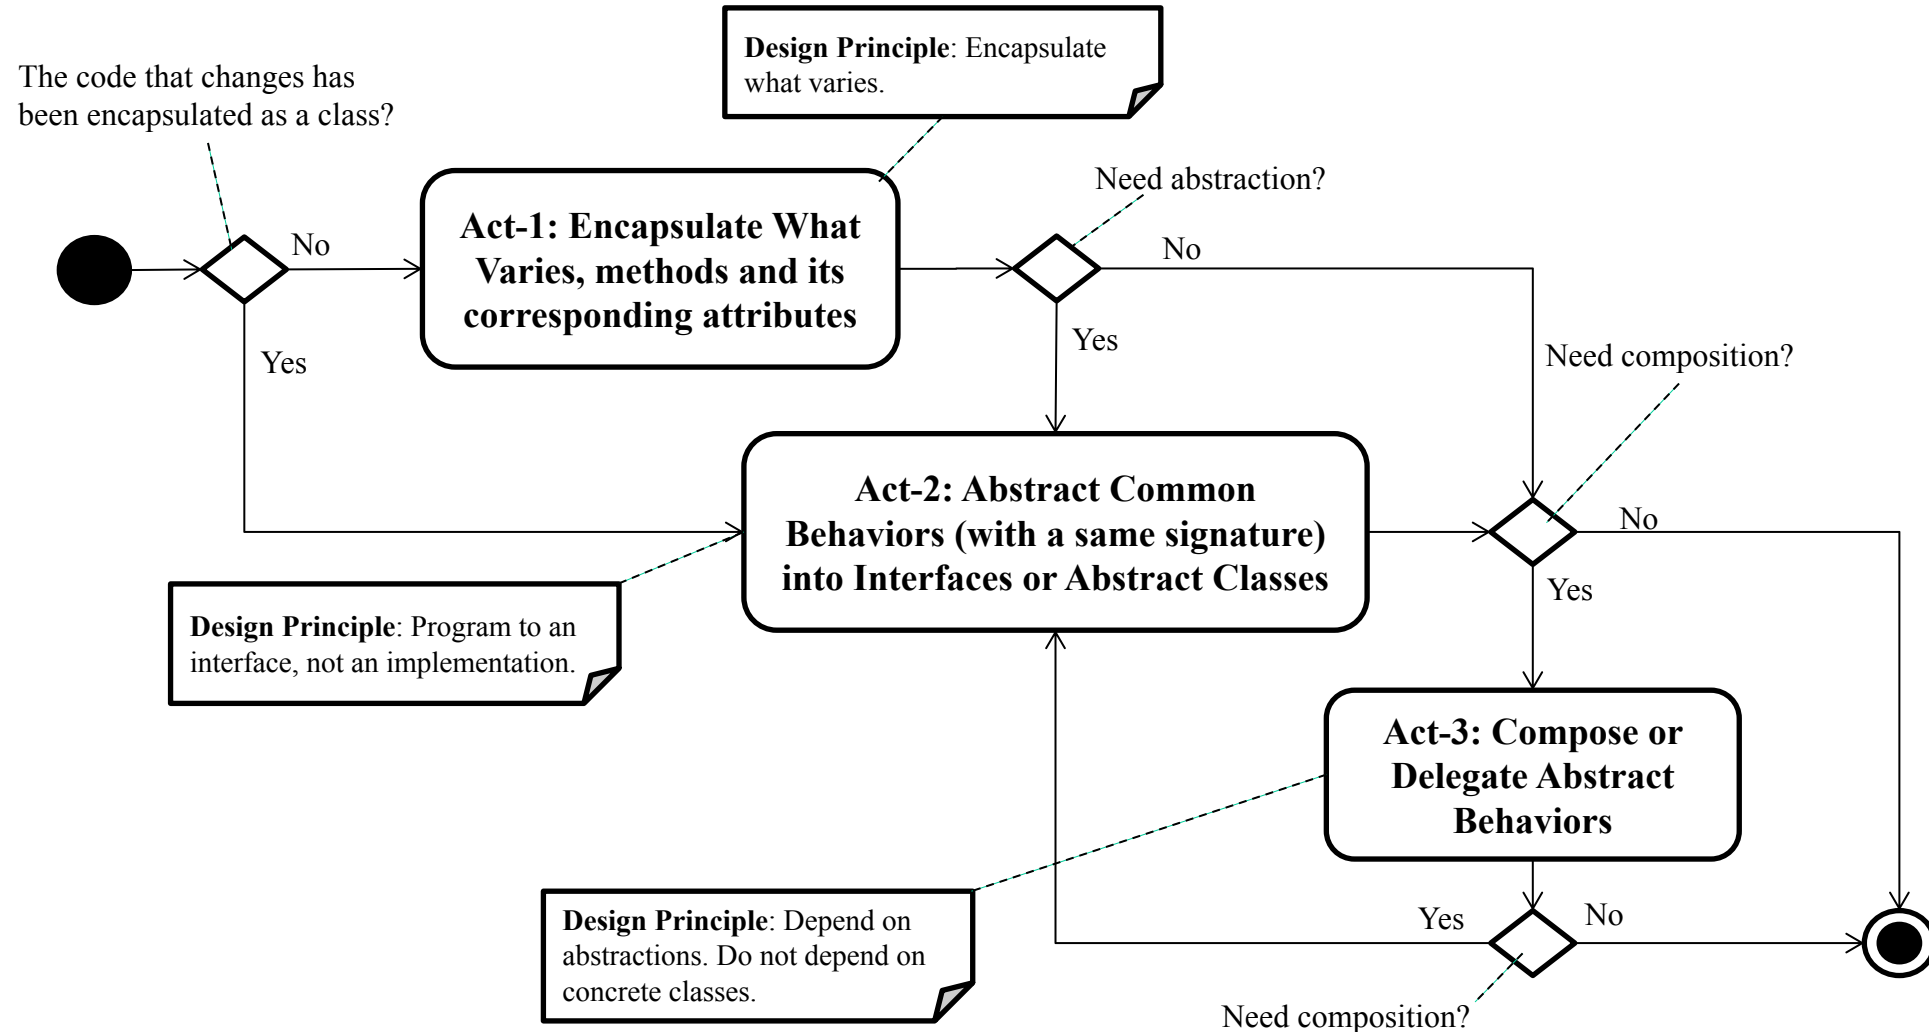 Design Principle: Encapsulate
what varies.
The code that changes has
been encapsulated as a class?
Need abstraction?
No
Act-1: Encapsulate What
Varies, methods and its
corresponding attributes
No
Yes
Yes
Need composition?
Act-2: Abstract Common
Behaviors (with a same signature)
into Interfaces or Abstract Classes
No
Yes
Design Principle: Program to an
interface, not an implementation.
Act-3: Compose or
Delegate Abstract
Behaviors
Design Principle: Depend on
abstractions. Do not depend on
concrete classes.
Yes
No
Need composition?